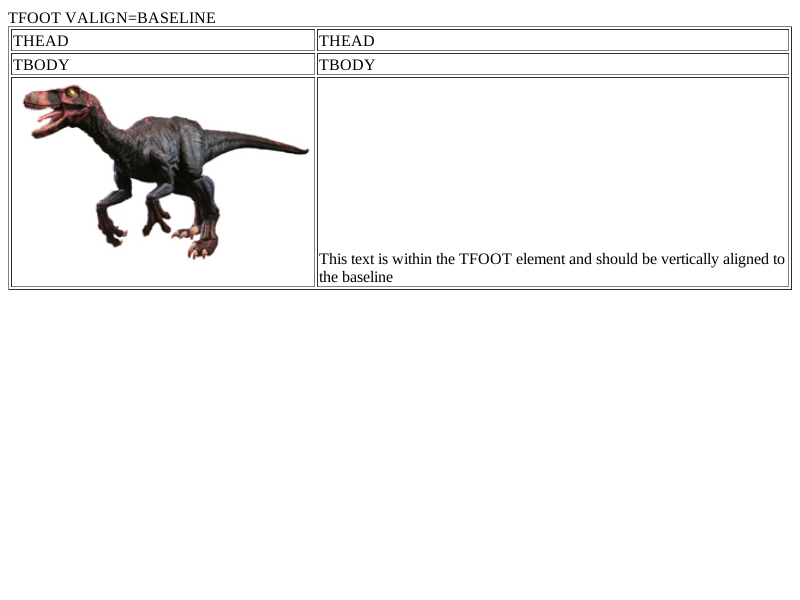 TFOOT VALIGN=BASELINE
THEAD THEAD
TBODY TBODY
This text is within the TFOOT element and should be vertically aligned to
the baseline